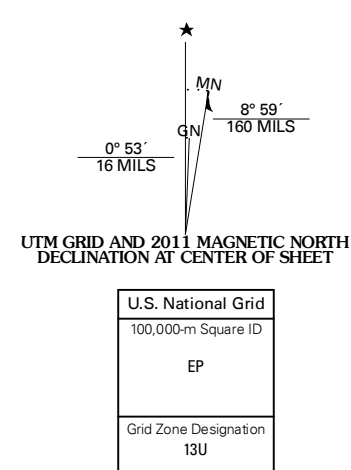 MN
8° 59´
160 MILS
GN
0° 53´
16 MILS
UTM GRID AND 2011 MAGNETIC NORTH
DECLINATION AT CENTER OF SHEET
U.S. National Grid
100,000-m Square ID
EP
Grid Zone Designation
13U